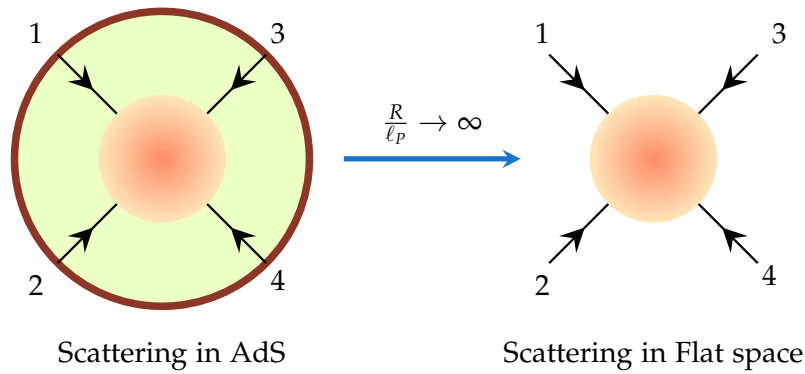 1 3 1 3
R/ℓ_P → ∞
2 4 2 4
Scattering in AdS Scattering in Flat space